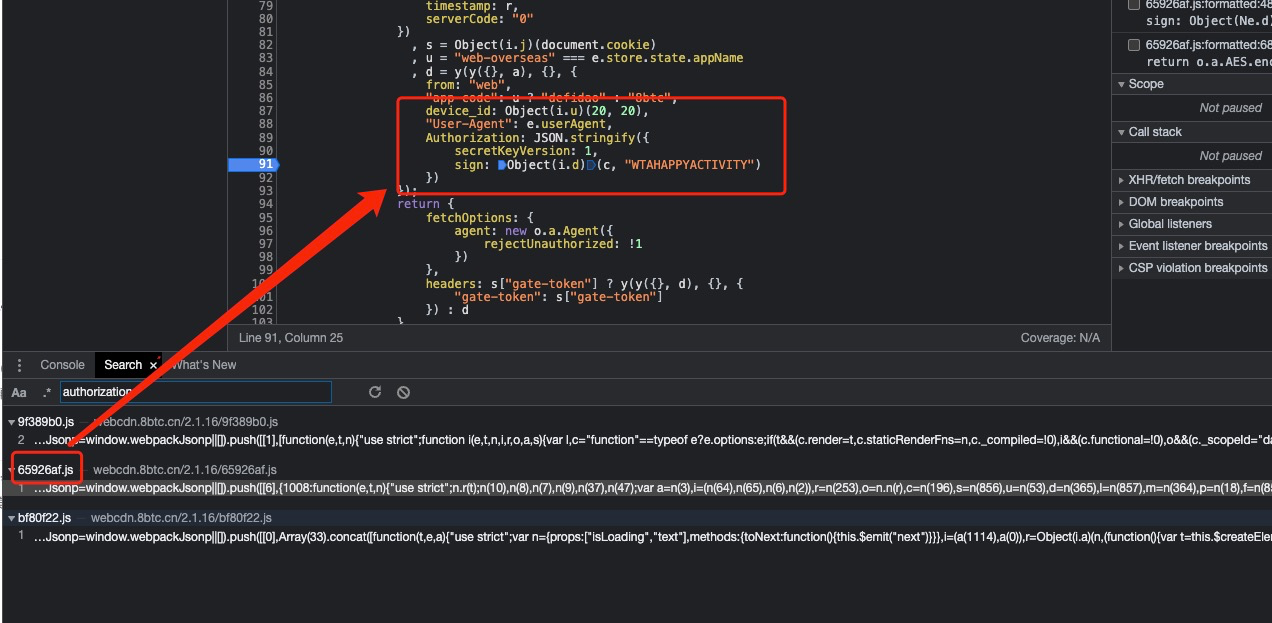 79 timestamp: r,
80 serverCode: "0"
81 })
82 , s = Object(i.j)(document.cookie)
83 , u = "web-overseas" === e.store.state.appName
84 , d = y(y({}, a), {}, {
85 from: "web",
86 "app-code": u ? "defidao" : "8btc",
87 device_id: Object(i.u)(20, 20),
88 "User-Agent": e.userAgent,
89 Authorization: JSON.stringify({
90 secretKeyVersion: 1,
91 sign: Object(i.d)(c, "WTAHAPPYACTIVITY")
92 })
93 });
94 return {
95 fetchOptions: {
96 agent: new o.a.Agent({
97 rejectUnauthorized: !1
98 })
99 },
headers: s["gate-token"] ? y(y({}, d), {}, {
"gate-token": s["gate-token"]
102 }) : d
103 }
Line 91, Column 25
Coverage: N/A
65926af.js:formatted:48
sign: Object(Ne.d)
65926af.js:formatted:68
return o.a.AES.enc
Scope
Not paused
Call stack
Not paused
XHR/fetch breakpoints
DOM breakpoints
Global listeners
Event listener breakpoints
CSP violation breakpoints
Console
Search ×
What's New
Aa .* authorization
9f389b0.js — webcdn.8btc.cn/2.1.16/9f389b0.js
2 …Jsonp=window.webpackJsonp||[]).push([[1],[function(e,t,n){"use strict";function i(e,t,n,i,r,o,a,s){var l,c="function"==typeof e?e.options:e;if(t&&(c.render=t,c.staticRenderFns=n,c._compiled=!0),i&&(c.functional=!0),o&&(c._scopeId="da
65926af.js — webcdn.8btc.cn/2.1.16/65926af.js
1 …Jsonp=window.webpackJsonp||[]).push([[6],{1008:function(e,t,n){"use strict";n.r(t);n(10),n(8),n(7),n(9),n(37),n(47);var a=n(3),i=(n(64),n(65),n(6),n(2)),r=n(253),o=n.n(r),c=n(196),s=n(856),u=n(53),d=n(365),l=n(857),m=n(364),p=n(18),f=n(85
bf80f22.js — webcdn.8btc.cn/2.1.16/bf80f22.js
1 …Jsonp=window.webpackJsonp||[]).push([[0],Array(33).concat([function(t,e,a){"use strict";var n={props:["isLoading","text"],methods:{toNext:function(){this.$emit("next")}}},i=(a(1114),a(0)),r=Object(i.a)(n,(function(){var t=this.$createElem